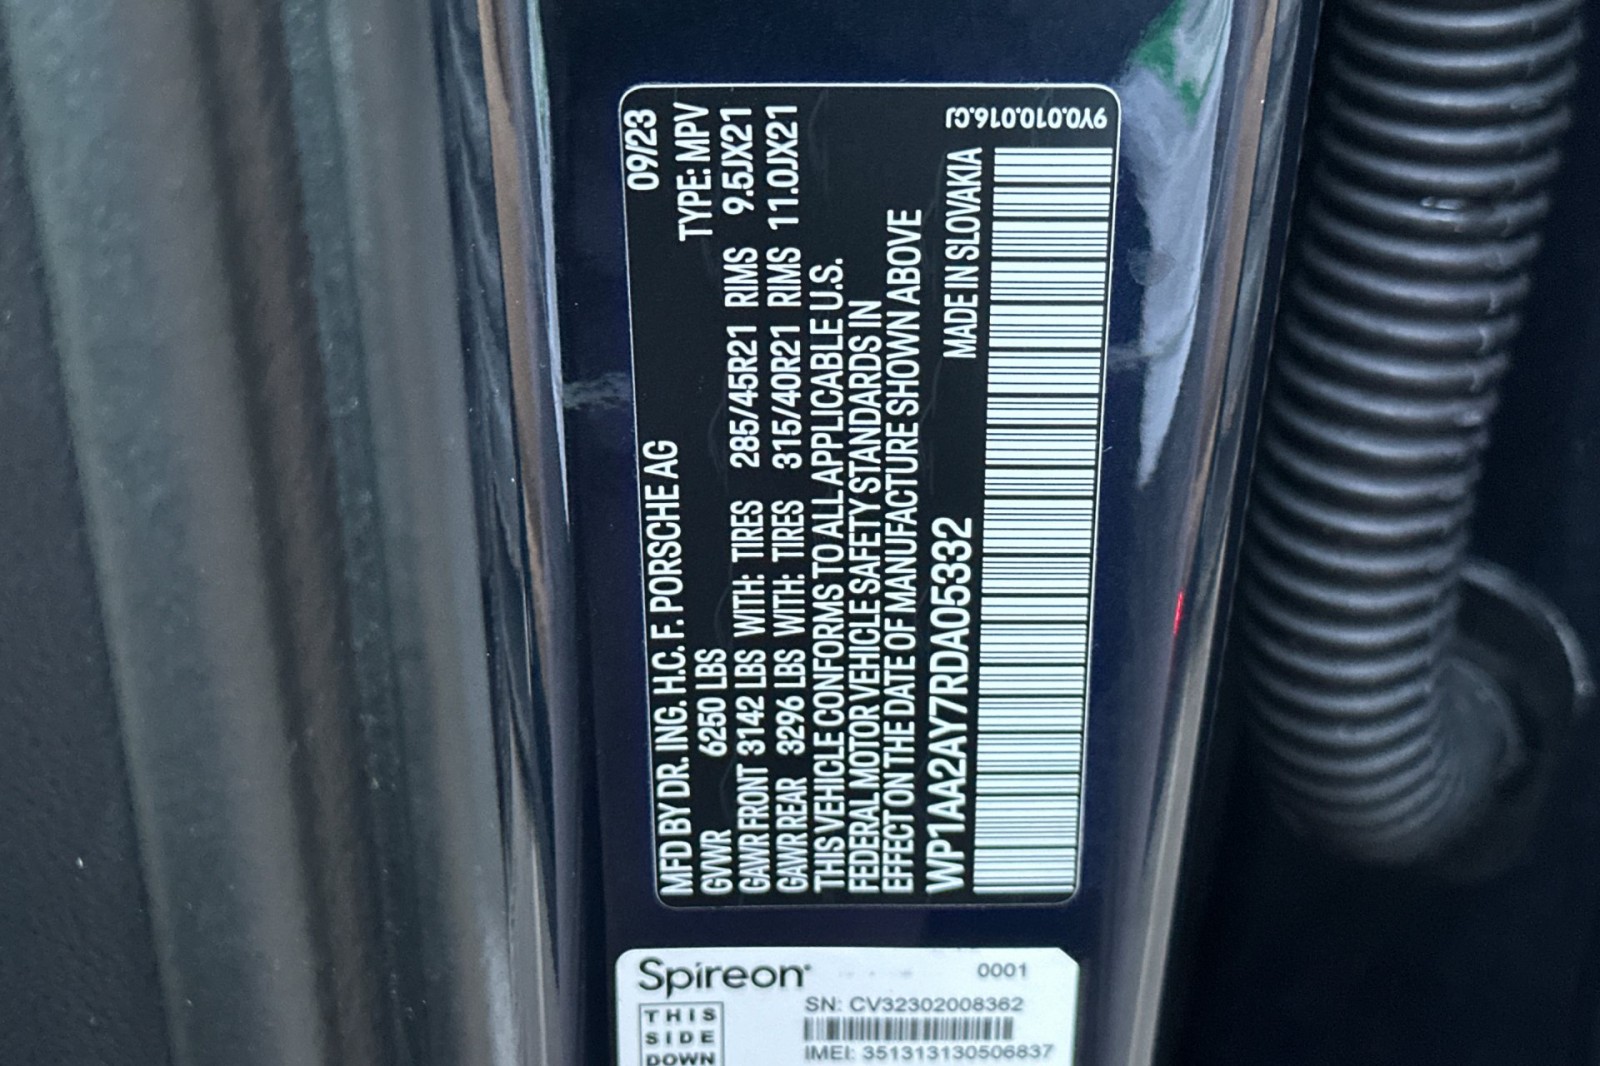 MFD BY DR. ING. H.C. F. PORSCHE AG 09/23
GVWR 6250 LBS TYPE: MPV
GAWR FRONT 3142 LBS WITH: TIRES 285/45R21 RIMS 9.5JX21
GAWR REAR 3296 LBS WITH: TIRES 315/40R21 RIMS 11.0JX21
THIS VEHICLE CONFORMS TO ALL APPLICABLE U.S.
FEDERAL MOTOR VEHICLE SAFETY STANDARDS IN
EFFECT ON THE DATE OF MANUFACTURE SHOWN ABOVE
WP1AA2AY7RDA05332 MADE IN SLOVAKIA
9Y0.010.016.CJ
Spireon 0001
SN: CV32302008362
IMEI: 351313130506837
THIS
SIDE
DOWN